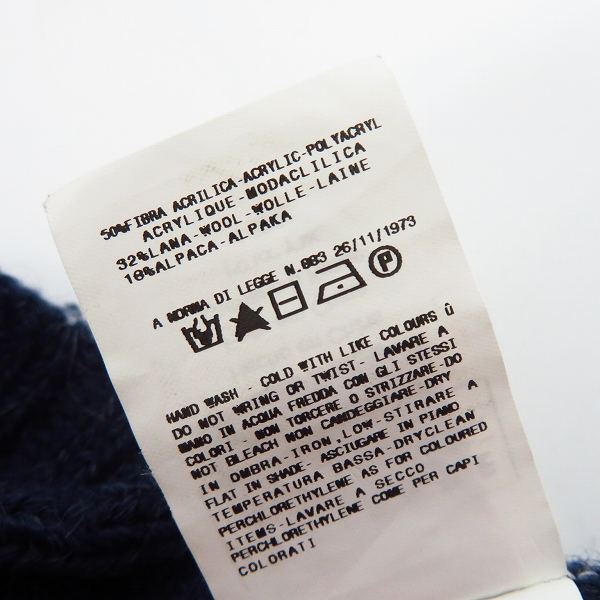 50%FIBRA ACRILICA-ACRYLIC-POLYACRYL
ACRYLIQUE-MODACLILICA
32%LANA-WOOL-WOLLE-LAINE
18%ALPACA-ALPAKA
A NORMA DI LEGGE N.883 26/11/1973
P
HAND WASH - COLD WITH LIKE COLOURS û
DO NOT WRING OR TWIST- LAVARE A
MANO IN ACQUA FREDDA CON GLI STESSI
COLORI - NON TORCERE O STRIZZARE-DO
NOT BLEACH NON CANDEGGIARE-DRY
IN OMBRA-IRON,LOW-STIRARE A
FLAT IN SHADE- ASCIUGARE IN PIANO
TEMPERATURA BASSA-DRYCLEAN
PERCHLORETHYLENE AS FOR COLOURED
ITEMS-LAVARE A SECCO
PERCHLORETHYLENE COME PER CAPI
COLORATI